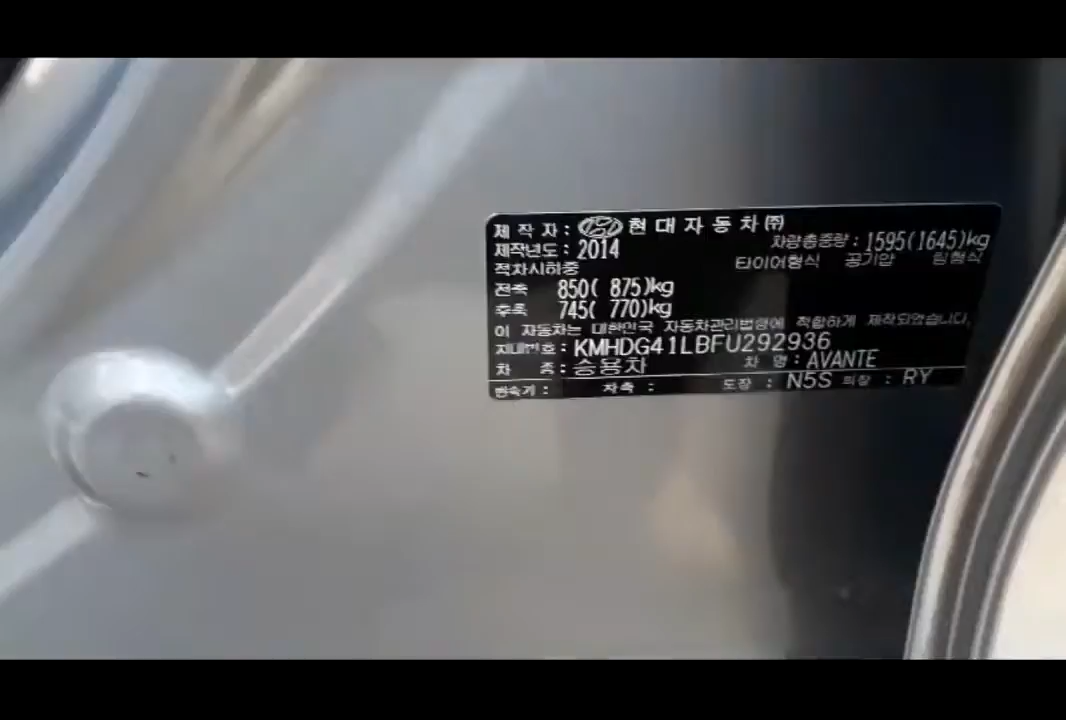 제 작 자 : 현 대 자 동 차 ㈜
제작년도 : 2014 차량총중량 : 1595(1645)kg
적차시하중 타이어형식 공기압 림형식
전축 850( 875)kg
후축 745( 770)kg
이 자동차는 대한민국 자동차관리법령에 적합하게 제작되었습니다.
차대번호 : KMHDG41LBFU292936
차 종 : 승용차 차 명 : AVANTE
변속기 : 차축 : 도장 : N5S 의장 : RY